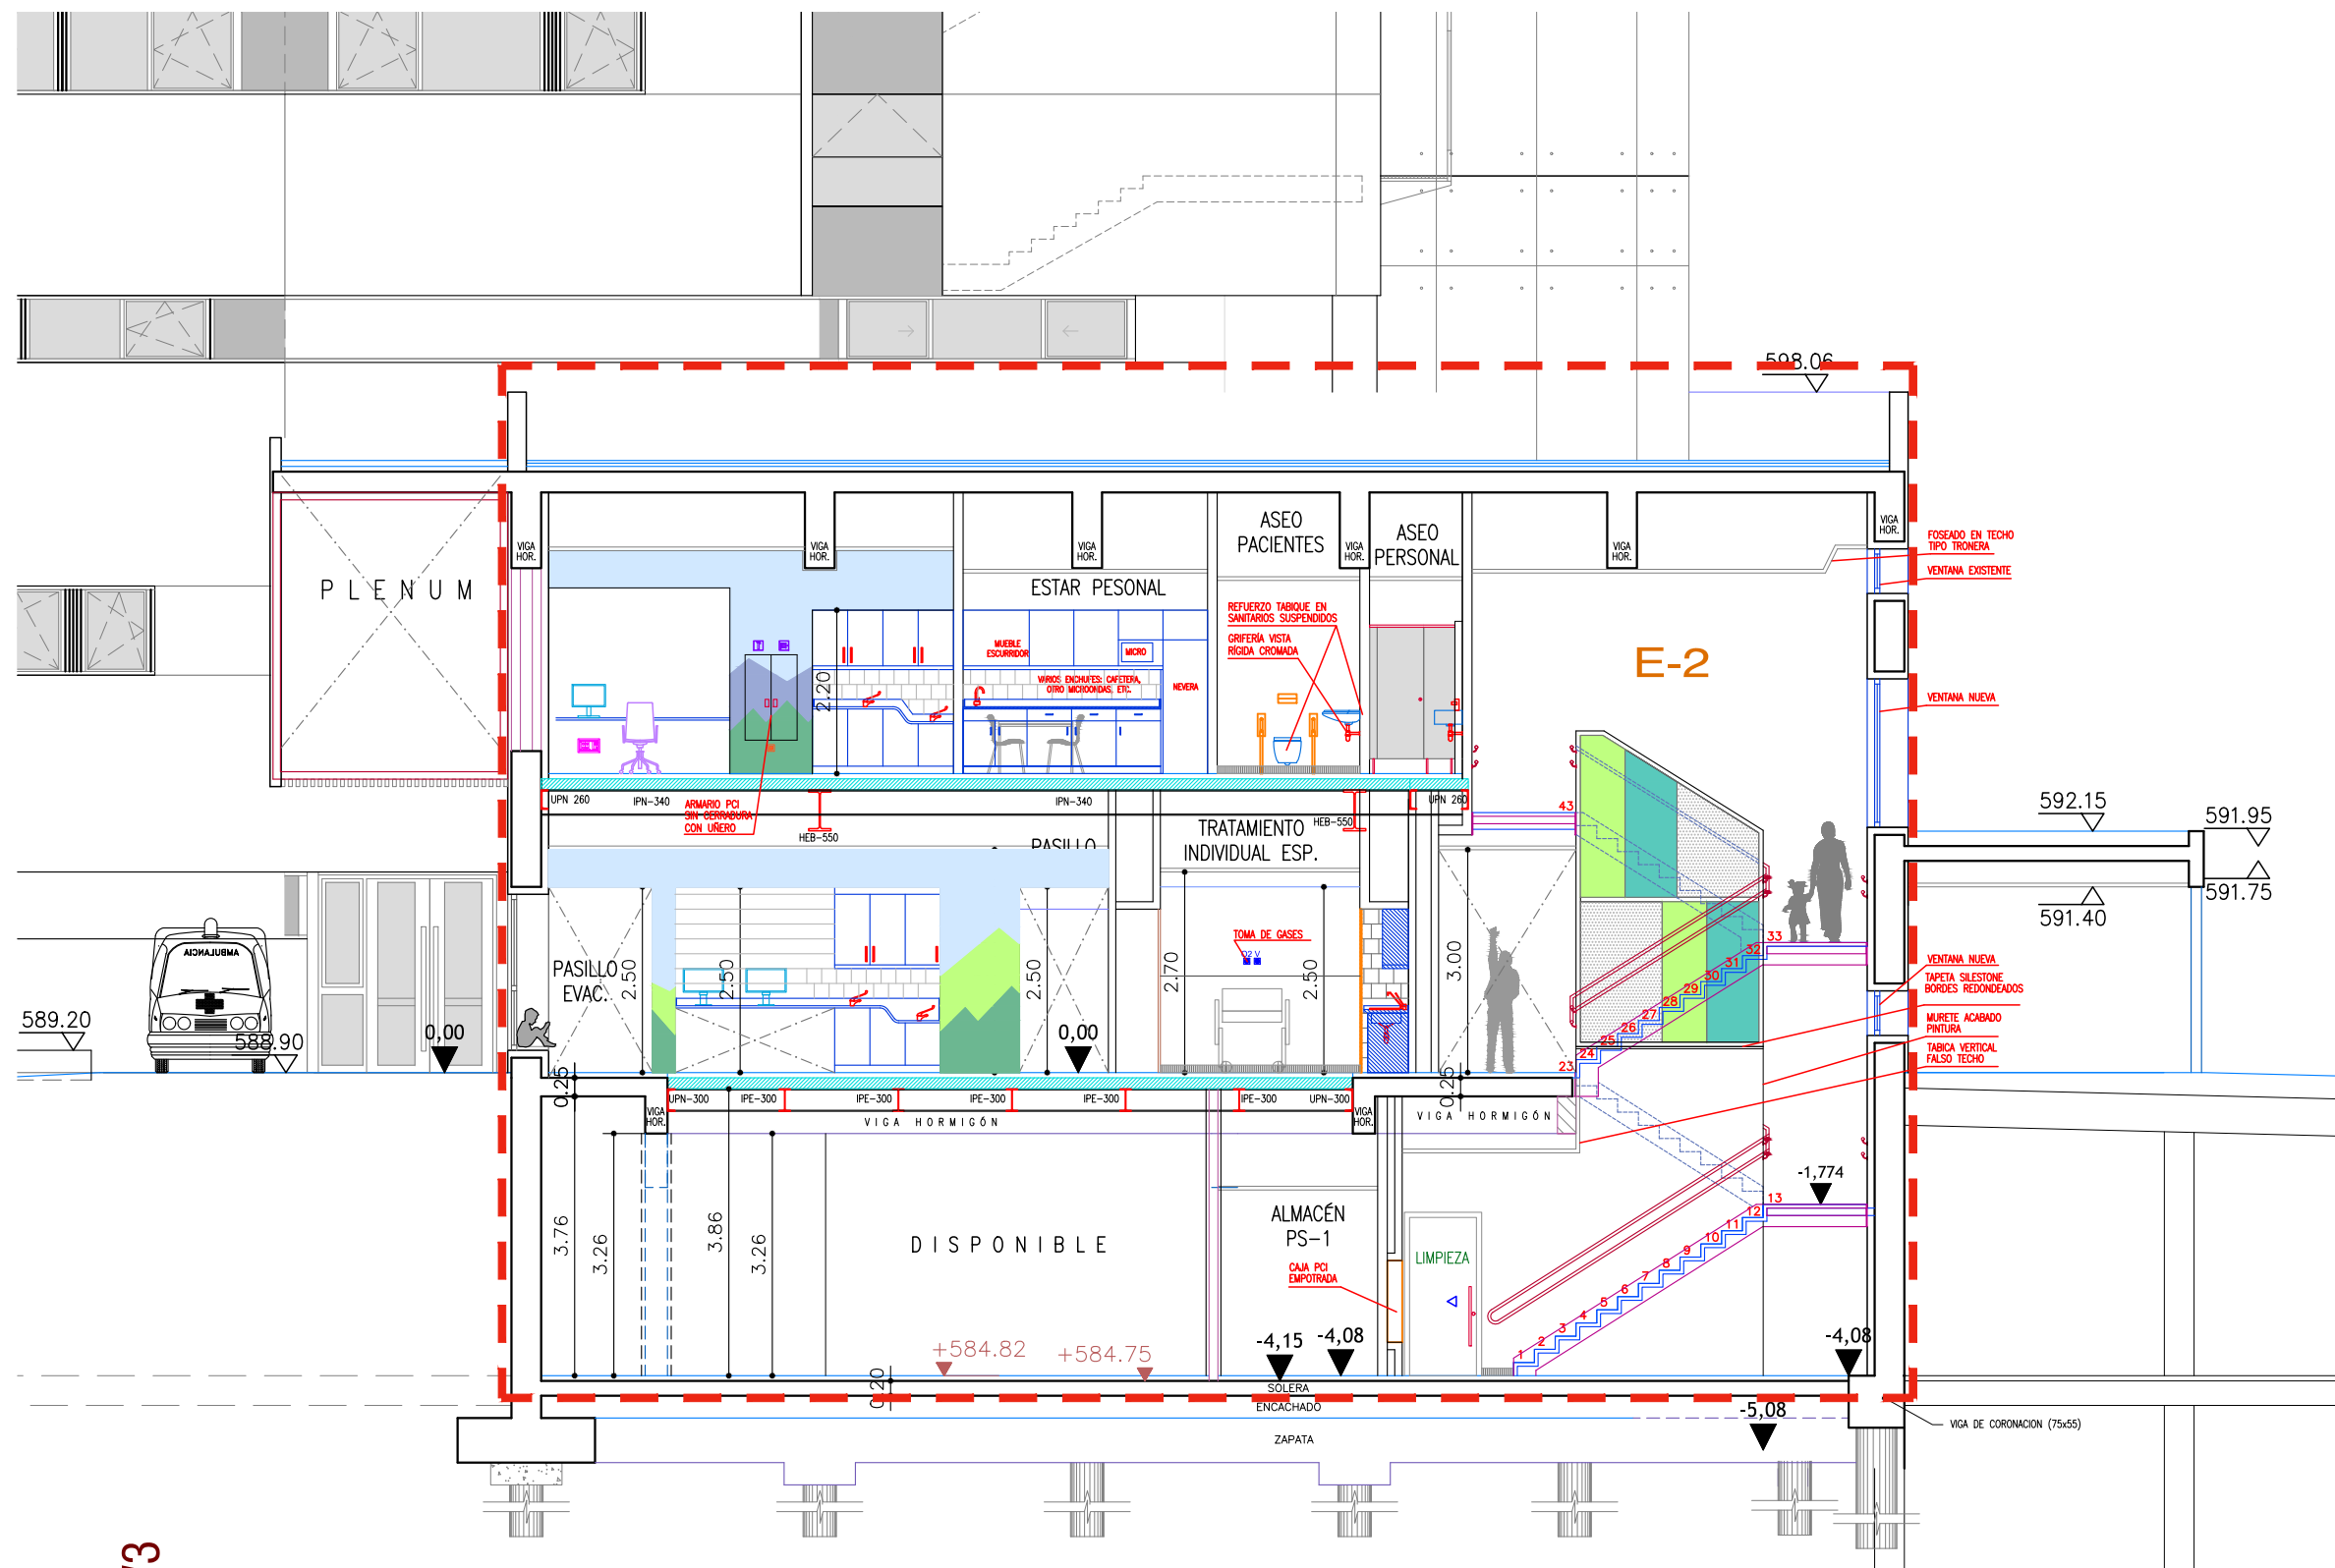 598.06
VIGA
HOR.
VIGA
HOR.
VIGA
HOR.
VIGA
HOR.
VIGA
HOR.
VIGA
HOR.
ASEO
PACIENTES
ASEO
PERSONAL
FOSEADO EN TECHO
TIPO TRONERA
VENTANA EXISTENTE
PLENUM
ESTAR PESONAL
REFUERZO TABIQUE EN
SANITARIOS SUSPENDIDOS
GRIFERÍA VISTA
RÍGIDA CROMADA
MUEBLE
ESCURRIDOR
MICRO
E-2
VARIOS ENCHUFES: CAFETERA,
OTRO MICROONDAS, ETC.
NEVERA
2.20
VENTANA NUEVA
UPN 260
IPN-340
ARMARIO PCI
SIN CERRADURA
CON UÑERO
HEB-550
IPN-340
HEB-550
UPN 260
43
592.15
591.95
591.75
591.40
PASILLO
TRATAMIENTO
INDIVIDUAL ESP.
AMBULANCIA
TOMA DE GASES
O2 V
PASILLO
EVAC.
2.50
2.50
2.50
2.70
2.50
3.00
33
32
31
30
29
28
27
26
25
24
23
VENTANA NUEVA
TAPETA SILESTONE
BORDES REDONDEADOS
MURETE ACABADO
PINTURA
TABICA VERTICAL
FALSO TECHO
589.20
588.90
0,00
0,00
0.25
0.25
UPN-300
IPE-300
IPE-300
IPE-300
IPE-300
IPE-300
UPN-300
VIGA
HOR.
VIGA HORMIGÓN
VIGA
HOR.
VIGA HORMIGÓN
-1,774
13
12
11
10
9
8
7
6
5
4
3
2
1
3.76
3.26
3.86
3.26
DISPONIBLE
ALMACÉN
PS-1
CAJA PCI
EMPOTRADA
LIMPIEZA
+584.82
+584.75
-4,15
-4,08
-4,08
0.20
SOLERA
ENCACHADO
-5,08
ZAPATA
VIGA DE CORONACION (75x55)